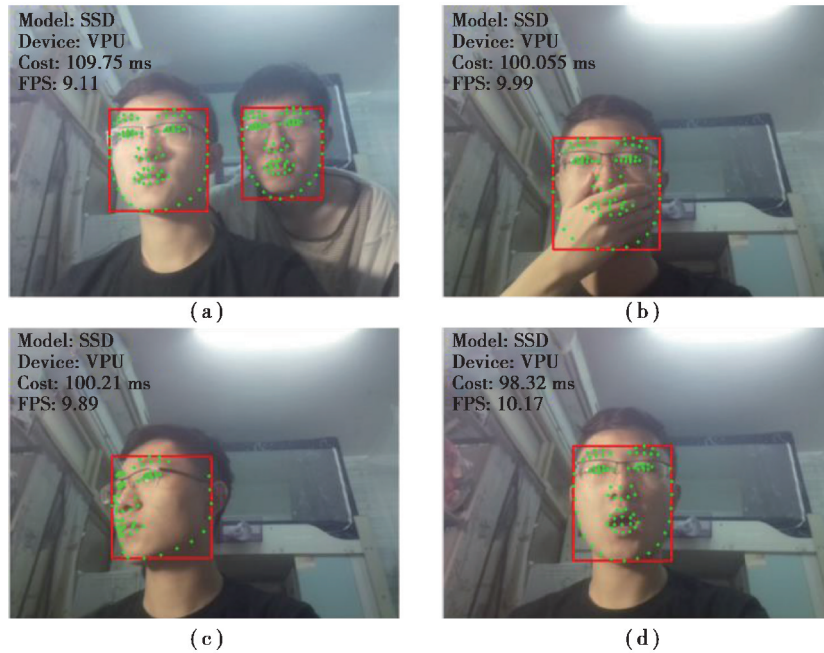 Model: SSD
Device: VPU
Cost: 109.75 ms
FPS: 9.11
(a)
Model: SSD
Device: VPU
Cost: 100.055 ms
FPS: 9.99
(b)
Model: SSD
Device: VPU
Cost: 100.21 ms
FPS: 9.89
(c)
Model: SSD
Device: VPU
Cost: 98.32 ms
FPS: 10.17
(d)